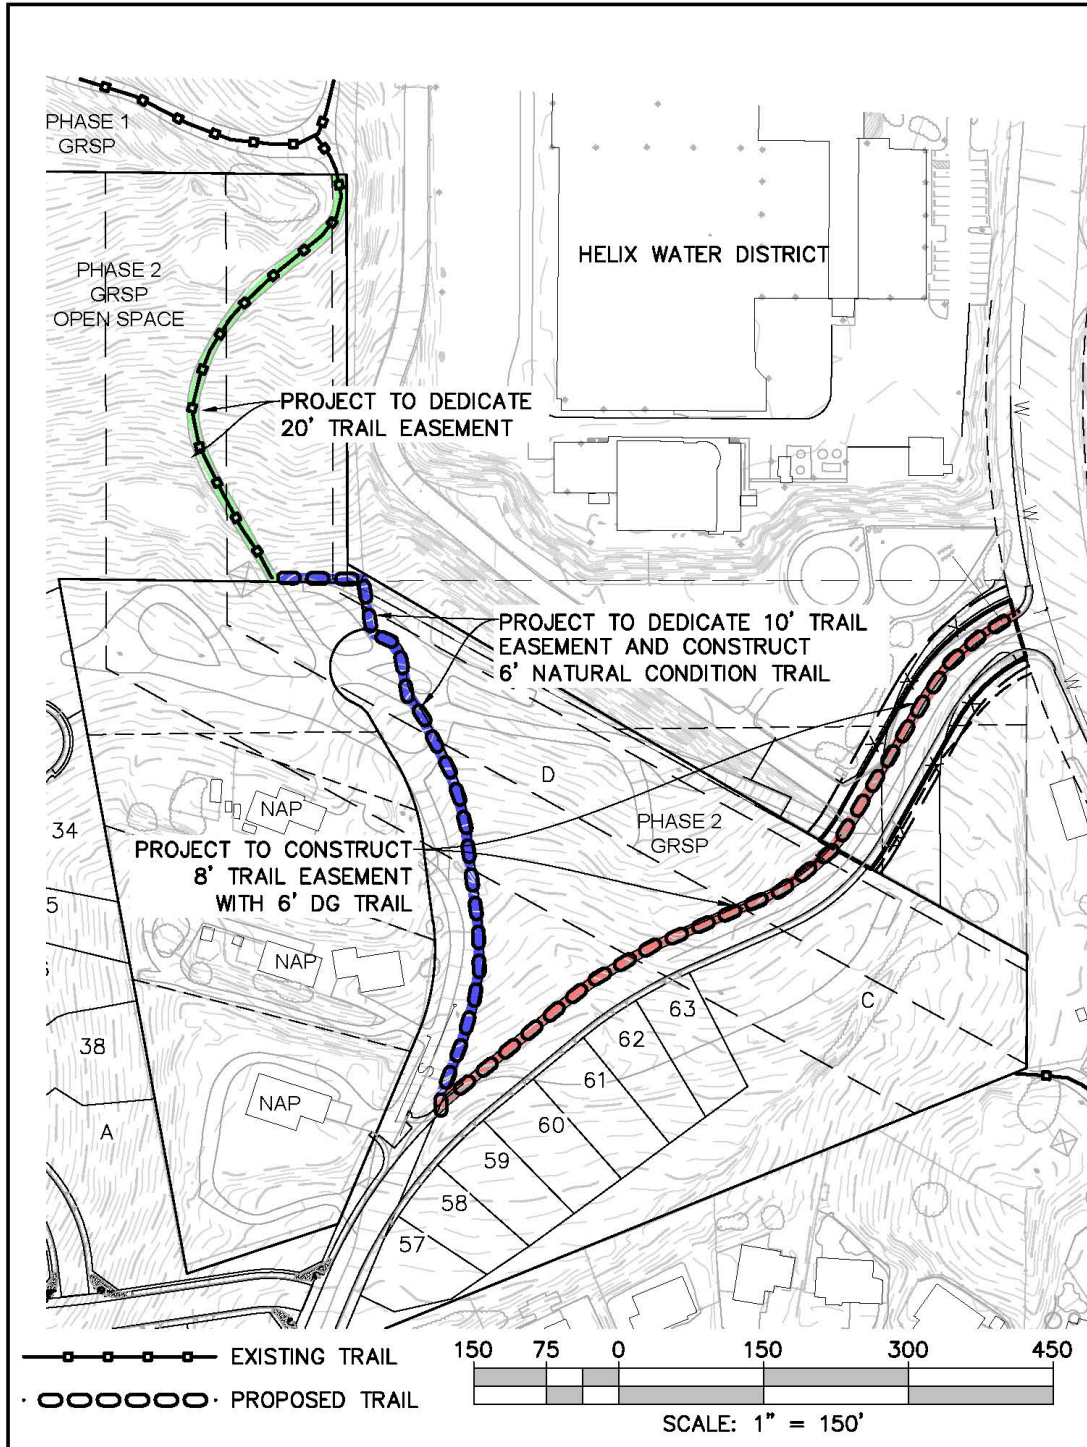 PHASE 1
GRSP
HELIX WATER DISTRICT
PHASE 2
GRSP
OPEN SPACE
PROJECT TO DEDICATE
20' TRAIL EASEMENT
W
W
W
PROJECT TO DEDICATE 10' TRAIL
EASEMENT AND CONSTRUCT
6' NATURAL CONDITION TRAIL
D
NAP
34
PHASE 2
GRSP
PROJECT TO CONSTRUCT
8' TRAIL EASEMENT
WITH 6' DG TRAIL
5
NAP
C
63
62
38
S
61
NAP
60
A
59
58
57
EXISTING TRAIL
PROPOSED TRAIL
150 75 0 150 300 450
SCALE: 1" = 150'